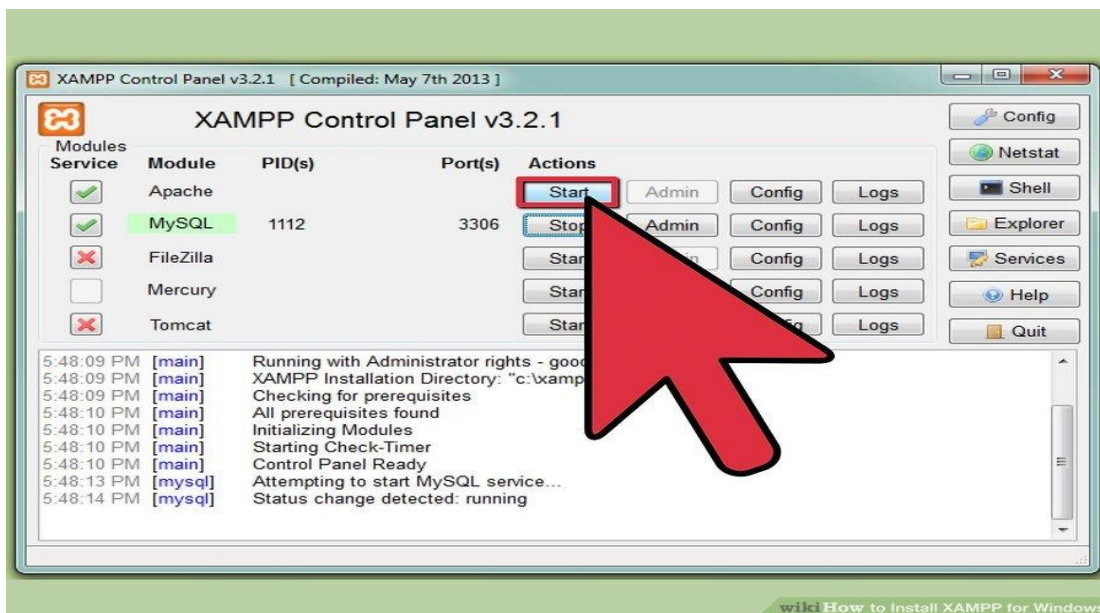 XAMPP Control Panel v3.2.1 [ Compiled: May 7th 2013 ]
XAMPP Control Panel v3.2.1
Config
Modules
Service Module PID(s) Port(s) Actions
Netstat
Apache Start Admin Config Logs
Shell
MySQL 1112 3306 Stop Admin Config Logs
Explorer
FileZilla Config Logs
Services
Mercury Config Logs
Help
Tomcat Logs
Quit
5:48:09 PM [main] Running with Administrator rights -
5:48:09 PM [main] XAMPP Installation Directory:
5:48:09 PM [main] Checking for prerequisites
5:48:10 PM [main] All prerequisites found
5:48:10 PM [main] Initializing Modules
5:48:10 PM [main] Starting Check-Timer
5:48:10 PM [main] Control Panel Ready
5:48:13 PM [mysql] Attempting to start MySQL service...
5:48:14 PM [mysql] Status change detected: running
wikiHow to Install XAMPP for Windows